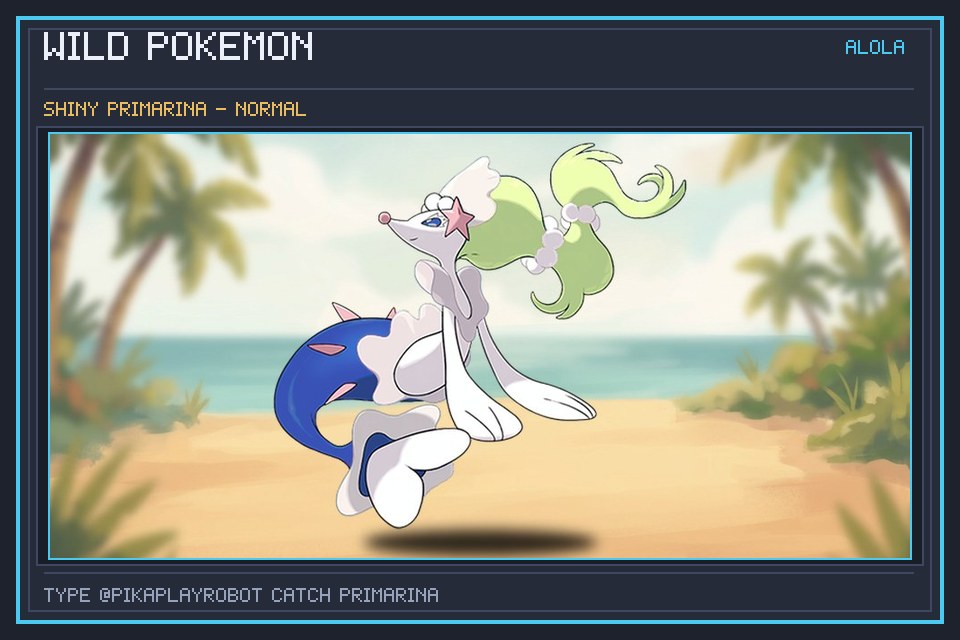 WILD POKEMON
ALOLA
SHINY PRIMARINA - NORMAL
TYPE @PIKAPLAYROBOT CATCH PRIMARINA